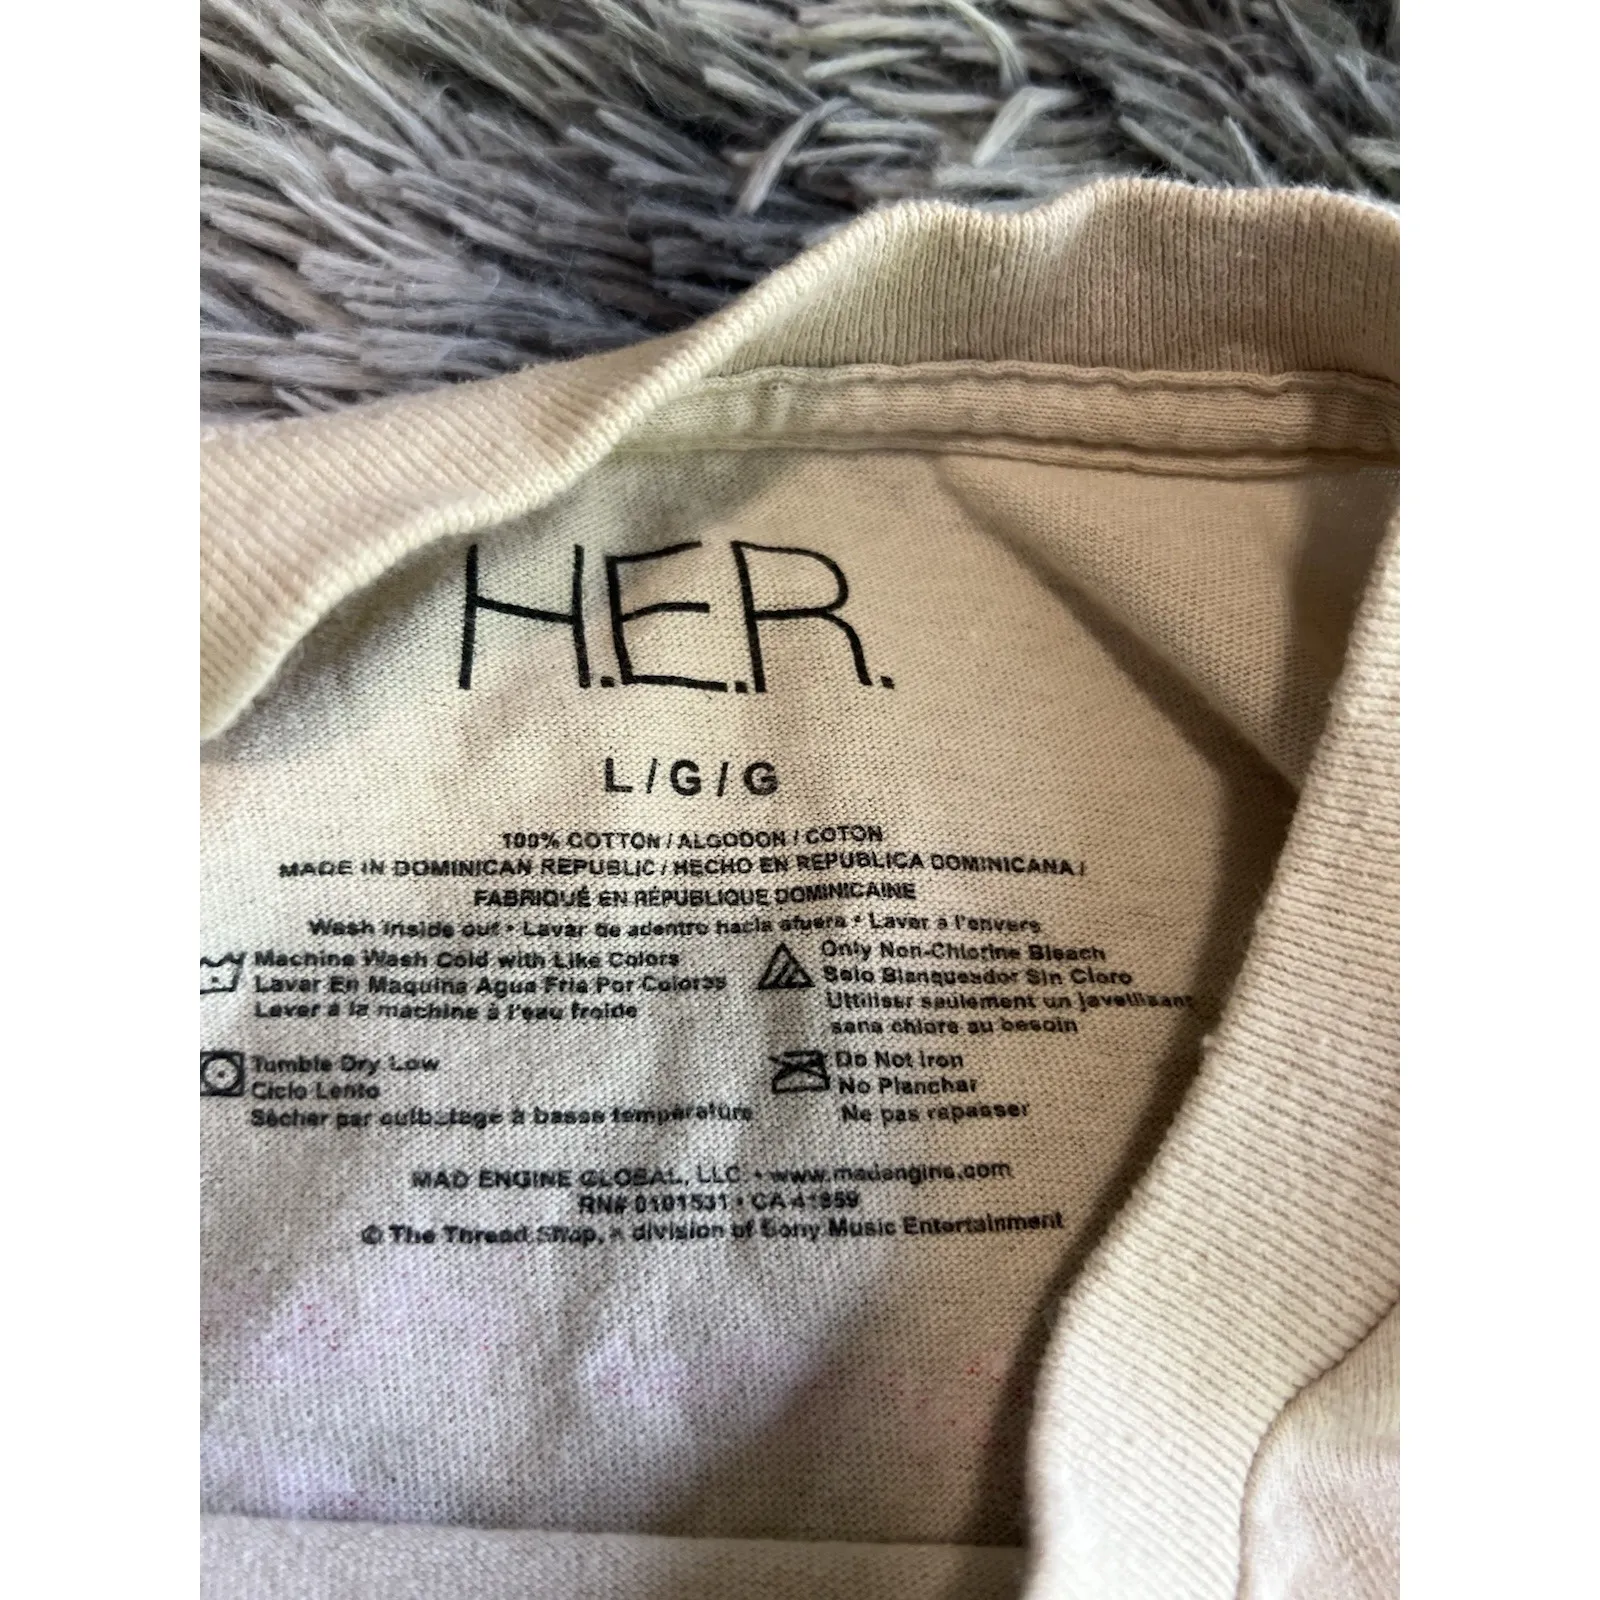 H.E.R.
L / G / G
100% COTTON / ALGODON / COTON
MADE IN DOMINICAN REPUBLIC / HECHO EN REPUBLICA DOMINICANA /
FABRIQUÉ EN RÉPUBLIQUE DOMINICAINE
Wash inside out • Lavar de adentro hacia afuera • Laver a l'envers
Machine Wash Cold with Like Colors
Lavar En Maquina Agua Fria Por Colores
Laver à la machine à l'eau froide
Only Non-Chlorine Bleach
Solo Blanqueador Sin Cloro
Utiliser seulement un javellisant
sans chlore au besoin
Tumble Dry Low
Ciclo Lento
Sécher par culbutage à basse température
Do Not Iron
No Planchar
Ne pas repasser
MAD ENGINE GLOBAL, LLC • www.madengine.com
RN# 0101531 • CA 41859
© The Thread Shop, a division of Sony Music Entertainment